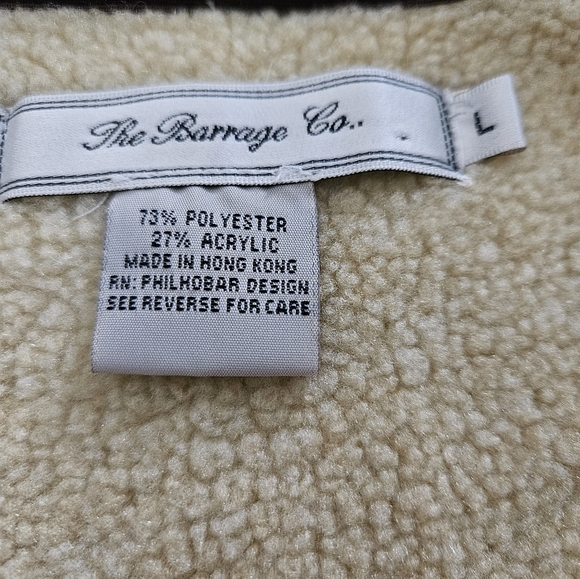 The Barrage Co..
L
73% POLYESTER
27% ACRYLIC
MADE IN HONG KONG
RN: PHILHOBAR DESIGN
SEE REVERSE FOR CARE